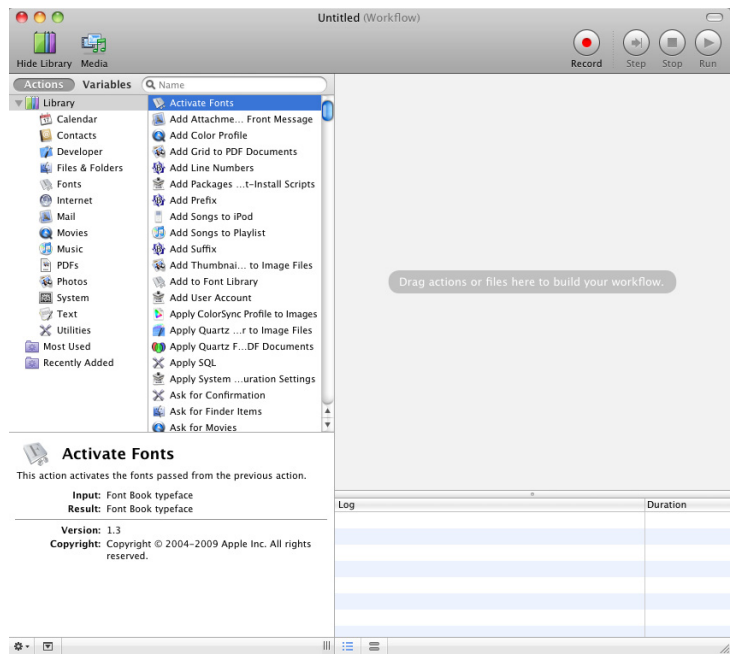 Untitled (Workflow)
Hide Library Media Record Step Stop Run
Actions Variables Name
Library
Calendar
Contacts
Developer
Files & Folders
Fonts
Internet
Mail
Movies
Music
PDFs
Photos
System
Text
Utilities
Most Used
Recently Added
Activate Fonts
Add Attachme... Front Message
Add Color Profile
Add Grid to PDF Documents
Add Line Numbers
Add Packages ...t-Install Scripts
Add Prefix
Add Songs to iPod
Add Songs to Playlist
Add Suffix
Add Thumbnai... to Image Files
Add to Font Library
Add User Account
Apply ColorSync Profile to Images
Apply Quartz ...r to Image Files
Apply Quartz F...DF Documents
Apply SQL
Apply System ...uration Settings
Ask for Confirmation
Ask for Finder Items
Ask for Movies
Drag actions or files here to build your workflow.
Activate Fonts
This action activates the fonts passed from the previous action.
Input: Font Book typeface
Result: Font Book typeface
Version: 1.3
Copyright: Copyright © 2004-2009 Apple Inc. All rights
reserved.
Log Duration